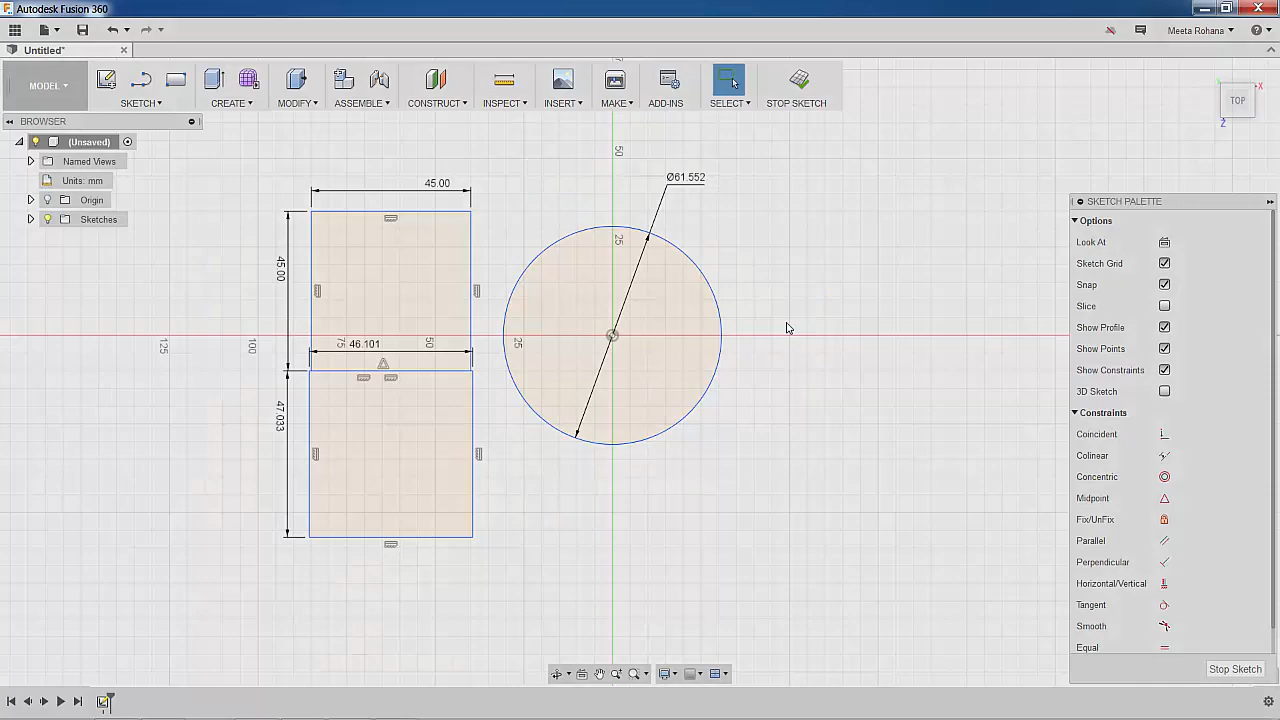 Autodesk Fusion 360
Meeta Rohana
Untitled*
MODEL
SKETCH
CREATE
MODIFY
ASSEMBLE
CONSTRUCT
INSPECT
INSERT
MAKE
ADD-INS
SELECT
STOP SKETCH
BROWSER
(Unsaved)
Named Views
Units: mm
Origin
Sketches
TOP
X
Z
50
45.00
Ø61.552
25
45.00
125
100
75
46.101
50
25
47.033
SKETCH PALETTE
Options
Look At
Sketch Grid
Snap
Slice
Show Profile
Show Points
Show Constraints
3D Sketch
Constraints
Coincident
Colinear
Concentric
Midpoint
Fix/UnFix
Parallel
Perpendicular
Horizontal/Vertical
Tangent
Smooth
Equal
Stop Sketch